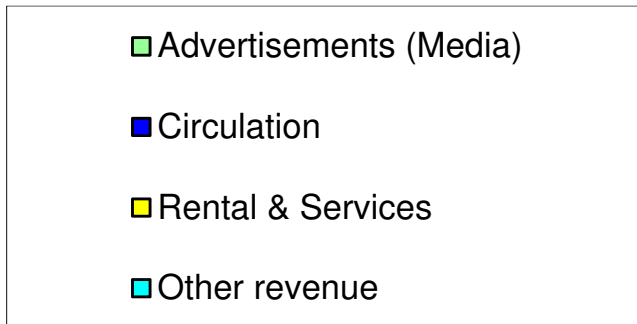 Advertisements (Media)
Circulation
Rental & Services
Other revenue